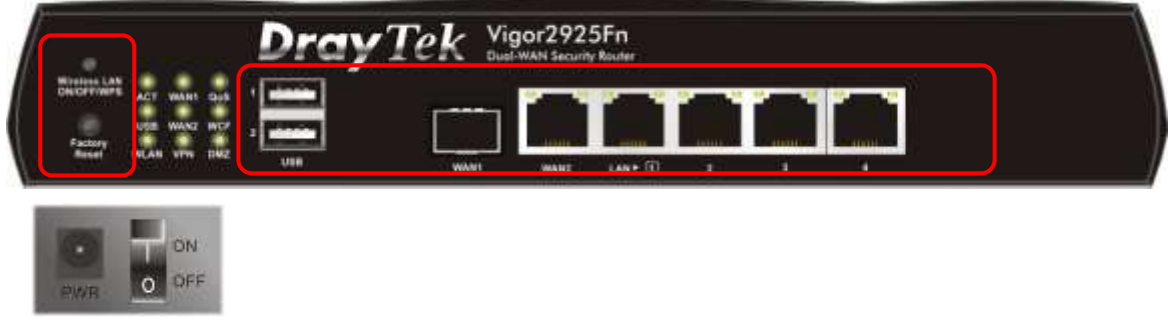 DrayTek
Vigor2925Fn
Dual-WAN Security Router
Wireless LAN
ON/OFF/WPS
Factory
Reset
ACT WAN1 QoS
USB WAN2 WCF
WLAN VPN DMZ
1
2
USB
WAN1
WAN2
LAN ▸ 1
2
3
4
PWR
ON
OFF